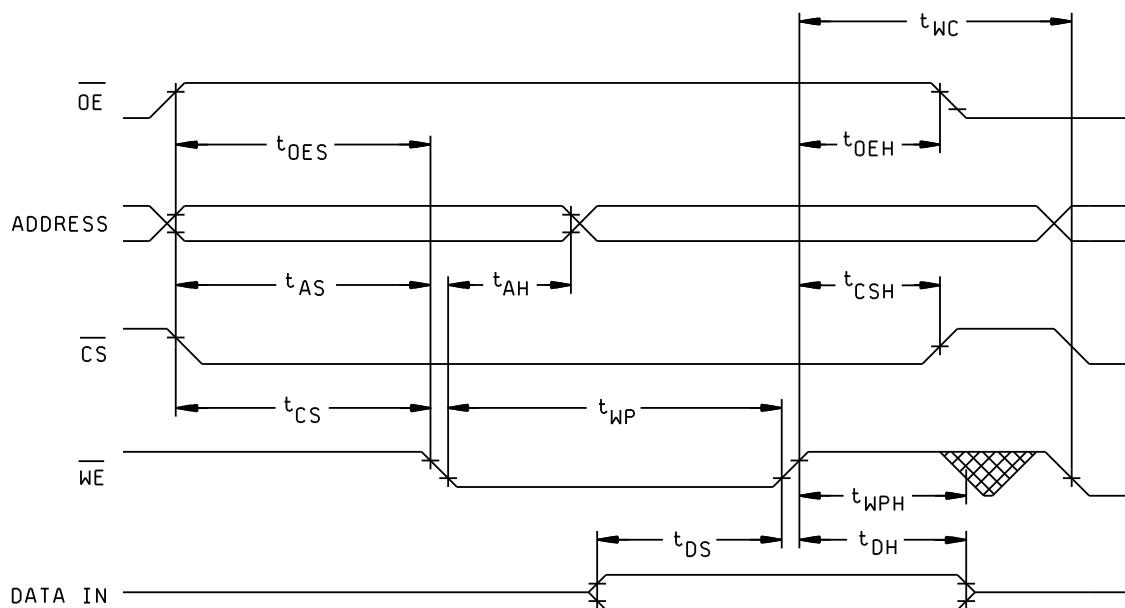 tWC
OE
tOES
tOEH
ADDRESS
tAS
tAH
tCSH
CS
tCS
tWP
WE
tWPH
tDS
tDH
DATA IN